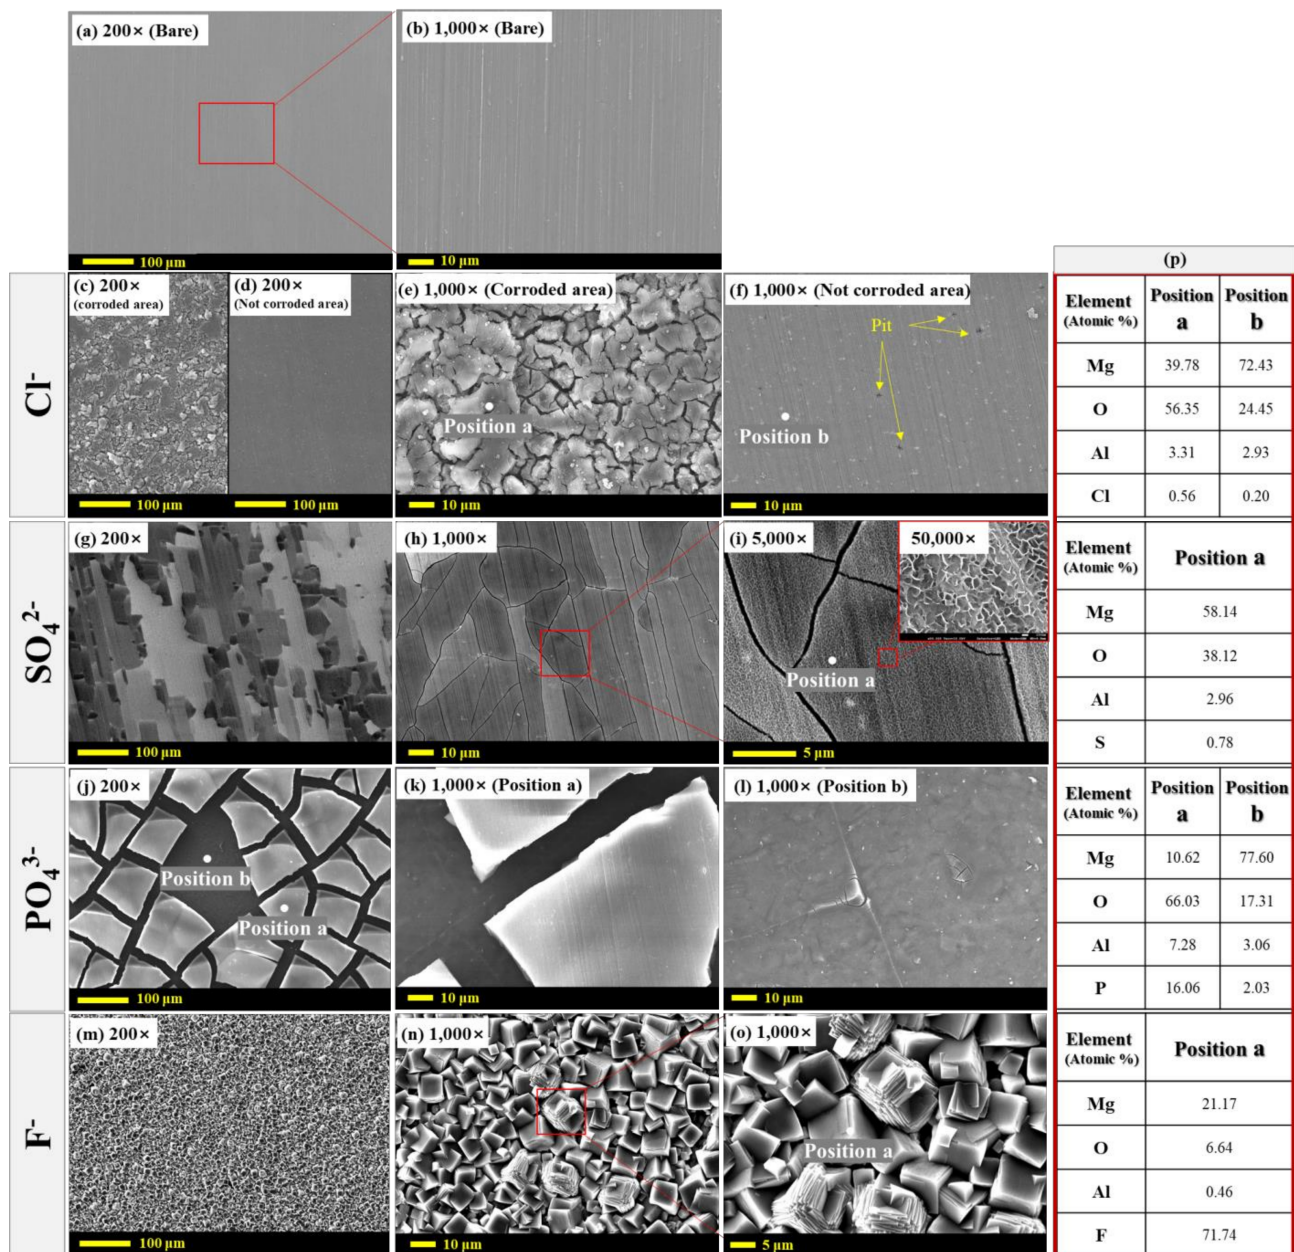 (a) 200× (Bare)
(b) 1,000× (Bare)
100 µm
10 µm
Cl-
(c) 200×
(corroded area)
(d) 200×
(Not corroded area)
(e) 1,000× (Corroded area)
(f) 1,000× (Not corroded area)
Pit
Position a
Position b
100 µm
100 µm
10 µm
10 µm
SO₄²⁻
(g) 200×
(h) 1,000×
(i) 5,000×
50,000×
Position a
100 µm
10 µm
5 µm
PO₄³⁻
(j) 200×
(k) 1,000× (Position a)
(l) 1,000× (Position b)
Position b
Position a
100 µm
10 µm
10 µm
F-
(m) 200×
(n) 1,000×
(o) 1,000×
Position a
100 µm
10 µm
5 µm
(p)
Element (Atomic %) Position a Position b
Mg 39.78 72.43
O 56.35 24.45
Al 3.31 2.93
Cl 0.56 0.20
Element (Atomic %) Position a
Mg 58.14
O 38.12
Al 2.96
S 0.78
Element (Atomic %) Position a Position b
Mg 10.62 77.60
O 66.03 17.31
Al 7.28 3.06
P 16.06 2.03
Element (Atomic %) Position a
Mg 21.17
O 6.64
Al 0.46
F 71.74